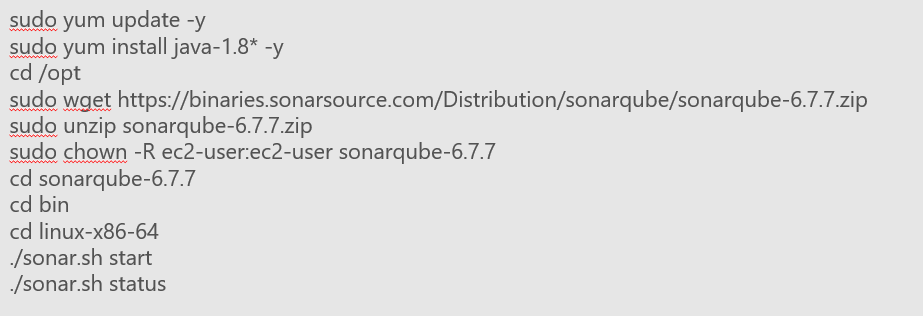 sudo yum update -y
sudo yum install java-1.8* -y
cd /opt
sudo wget https://binaries.sonarsource.com/Distribution/sonarqube/sonarqube-6.7.7.zip
sudo unzip sonarqube-6.7.7.zip
sudo chown -R ec2-user:ec2-user sonarqube-6.7.7
cd sonarqube-6.7.7
cd bin
cd linux-x86-64
./sonar.sh start
./sonar.sh status